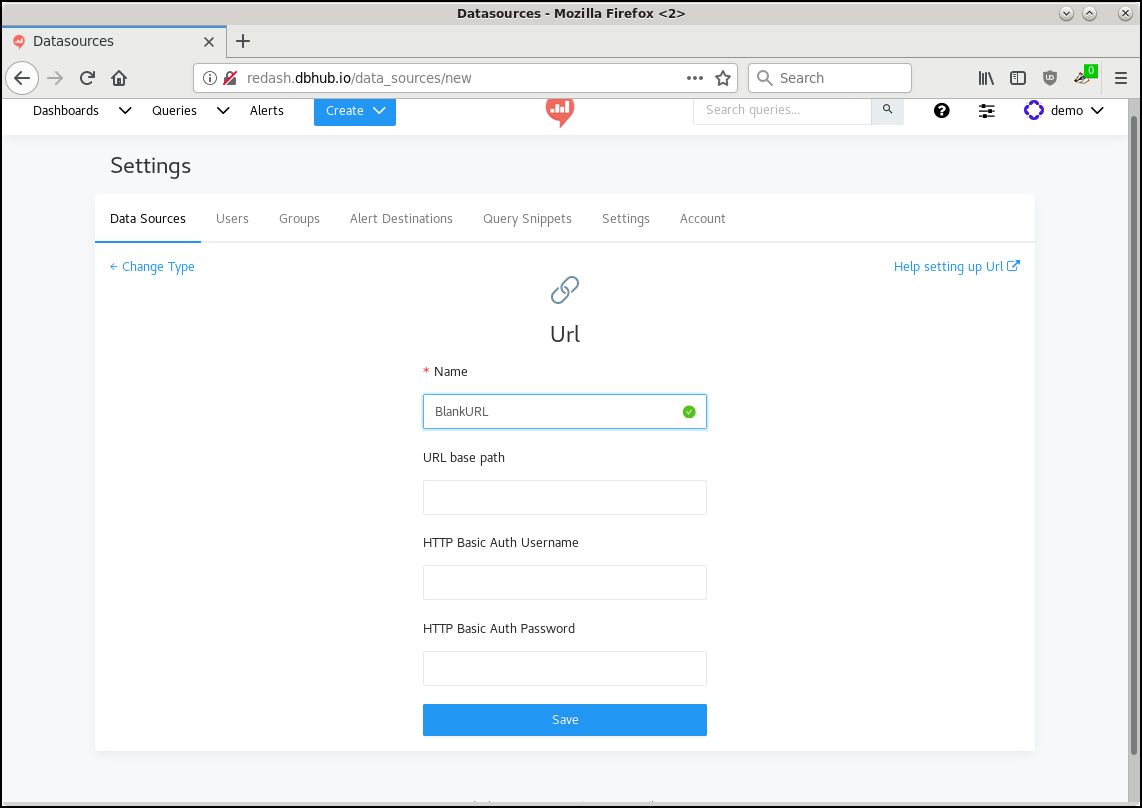 Datasources - Mozilla Firefox <2>
Datasources
redash.dbhub.io/data_sources/new
Search
0
Dashboards Queries Alerts Create Search queries... demo
Settings
Data Sources Users Groups Alert Destinations Query Snippets Settings Account
← Change Type Help setting up Url
Url
* Name
BlankURL
URL base path
HTTP Basic Auth Username
HTTP Basic Auth Password
Save